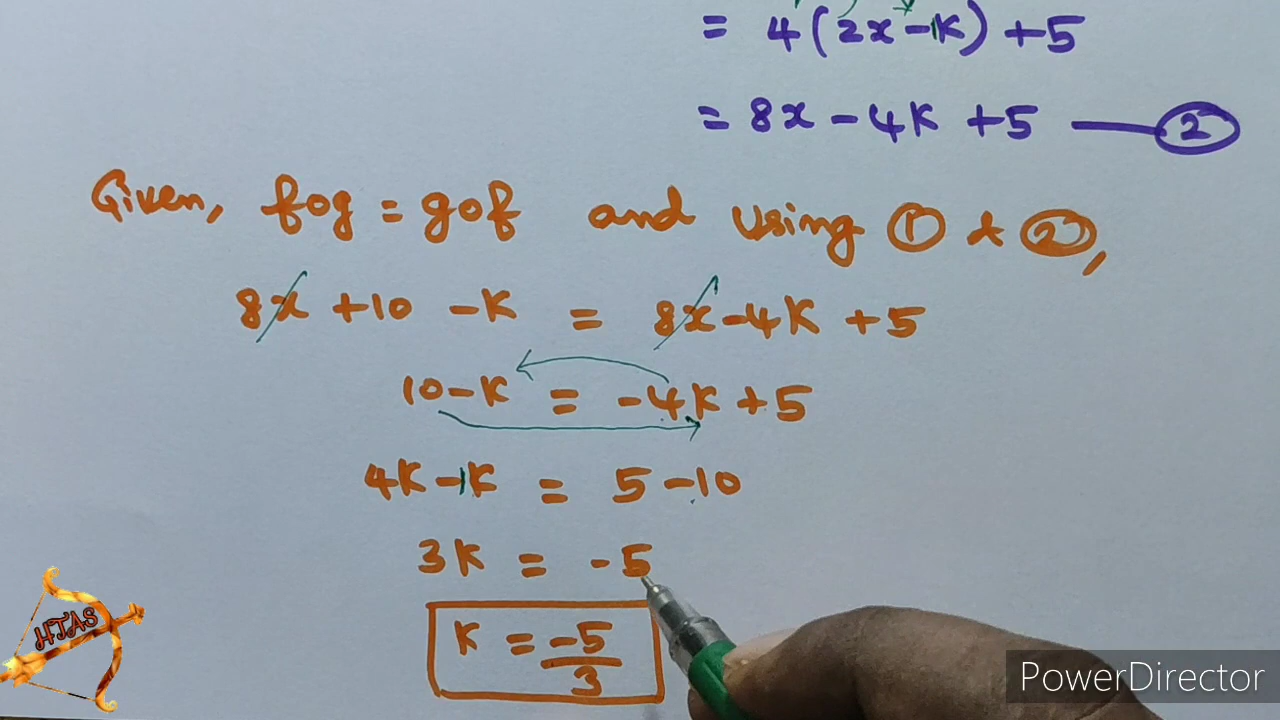 = 4(2x-K)+5
= 8x-4K+5 — ②
Given, fog = gof and using ① & ②,
8x+10-K = 8x-4K+5
10-K = -4K+5
4K-1K = 5-10
3K = -5
K = -5/3
HTAS
PowerDirector